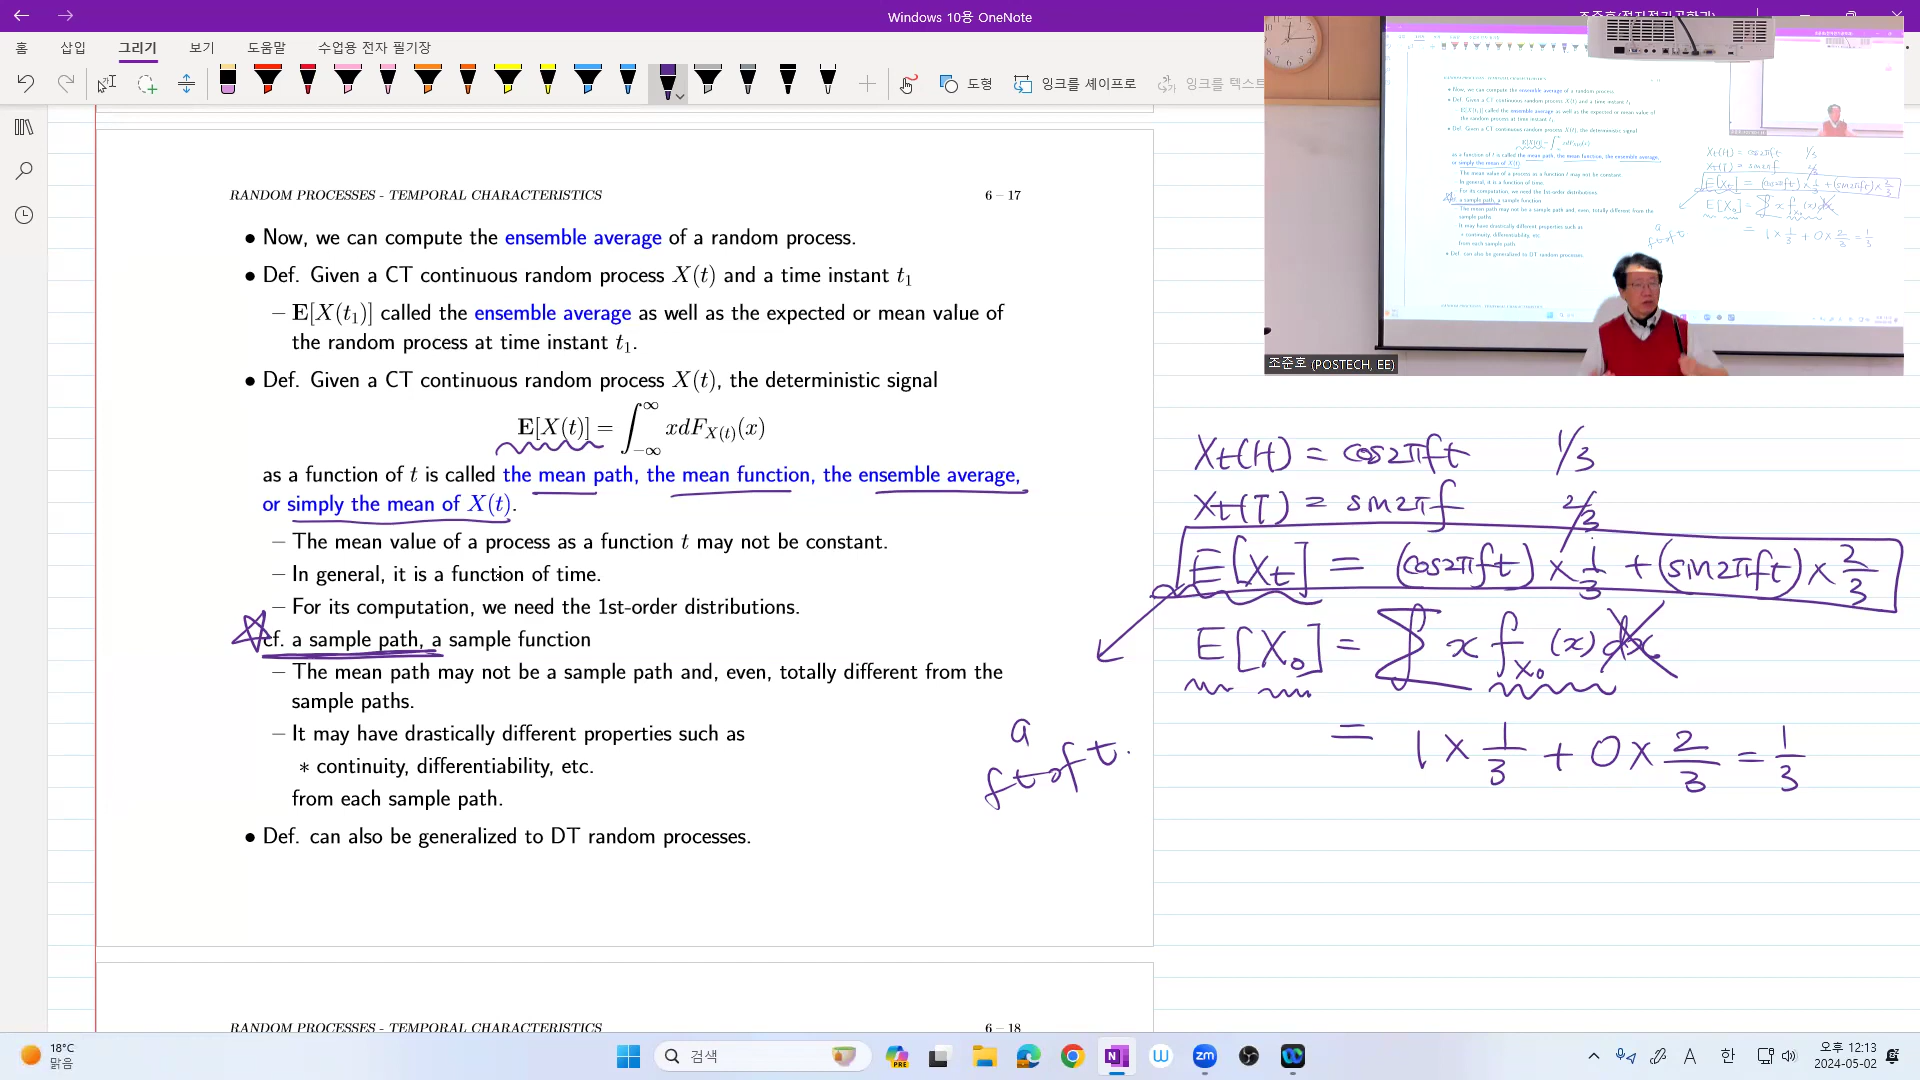 Windows 10용 OneNote
홈 삽입 그리기 보기 도움말 수업용 전자 필기장
도형 잉크를 셰이프로 잉크를 텍스트
조준호 (POSTECH, EE)
RANDOM PROCESSES - TEMPORAL CHARACTERISTICS 6 – 17
• Now, we can compute the ensemble average of a random process.
• Def. Given a CT continuous random process X(t) and a time instant t₁
– E[X(t₁)] called the ensemble average as well as the expected or mean value of
the random process at time instant t₁.
• Def. Given a CT continuous random process X(t), the deterministic signal
E[X(t)] = ∫_{-∞}^{∞} xdF_{X(t)}(x)
as a function of t is called the mean path, the mean function, the ensemble average,
or simply the mean of X(t).
– The mean value of a process as a function t may not be constant.
– In general, it is a function of time.
– For its computation, we need the 1st-order distributions.
cf. a sample path, a sample function
– The mean path may not be a sample path and, even, totally different from the
sample paths.
– It may have drastically different properties such as
∗ continuity, differentiability, etc.
from each sample path.
• Def. can also be generalized to DT random processes.
a
ft of t.
Xt(H) = cos2πft 1/3
Xt(T) = sin2πf 2/3
E[Xt] = (cos2πft) × 1/3 + (sin2πft) × 2/3
E[X₀] = ∑ x f_{X₀}(x) dx
= 1 × 1/3 + 0 × 2/3 = 1/3
RANDOM PROCESSES - TEMPORAL CHARACTERISTICS 6 – 18
18°C
맑음
검색
PRE
zm
A 한
오후 12:13
2024-05-02